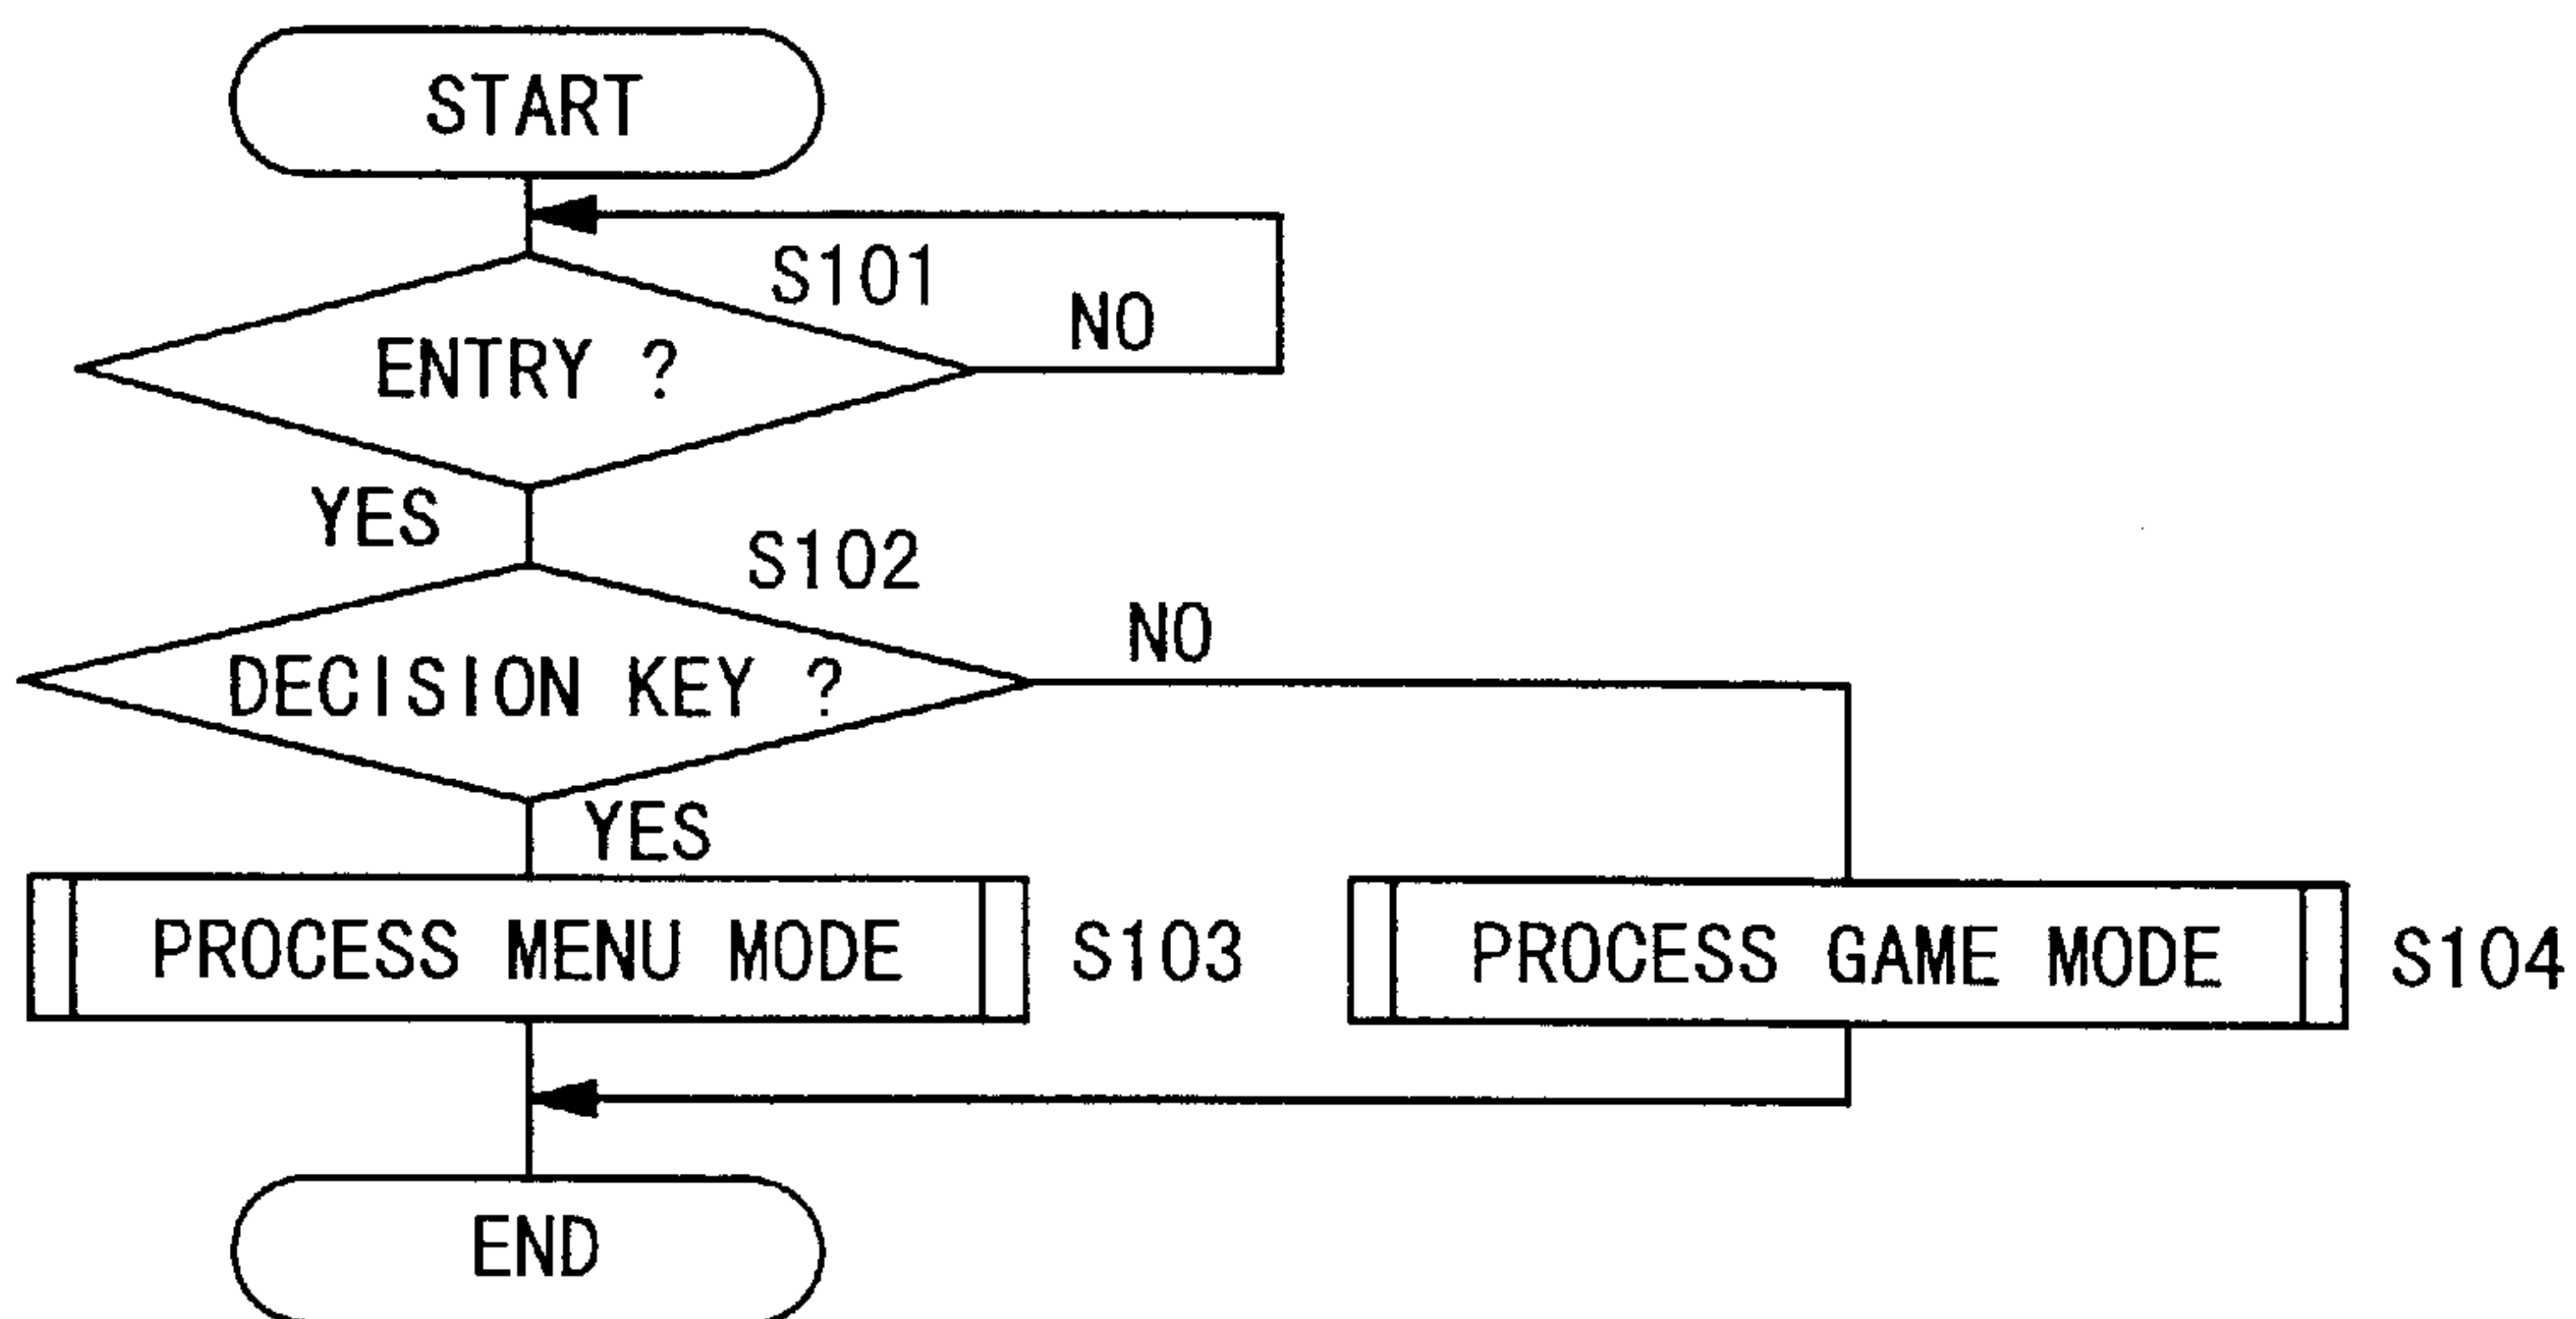 START
S101
NO
ENTRY ?
YES
S102
NO
DECISION KEY ?
YES
PROCESS MENU MODE
S103
PROCESS GAME MODE
S104
END